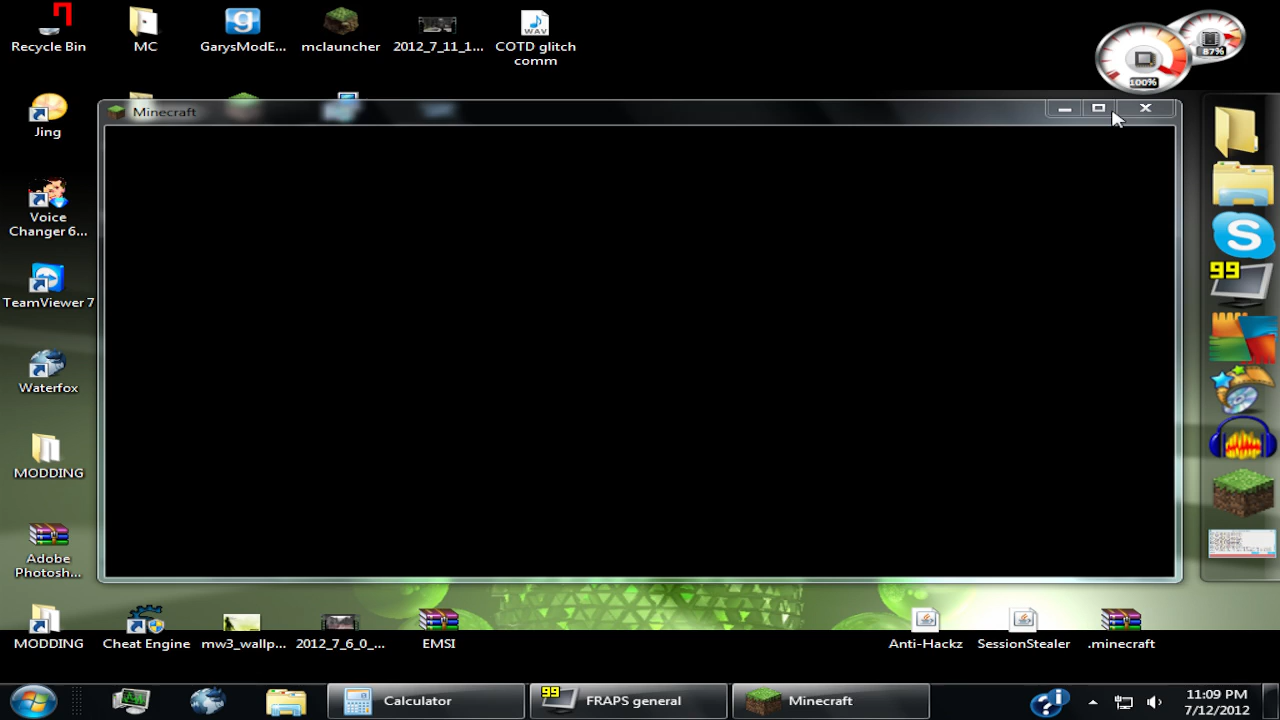 Recycle Bin
MC
GarysModE...
mclauncher
2012_7_11_1...
COTD glitch
comm
WAV
100%
87%
Jing
Minecraft
Voice
Changer 6...
TeamViewer 7
99
Waterfox
MODDING
Adobe
Photosh...
MODDING
Cheat Engine
mw3_wallp...
2012_7_6_0_...
EMSI
Anti-Hackz
SessionStealer
.minecraft
Calculator
99
FRAPS general
Minecraft
11:09 PM
7/12/2012